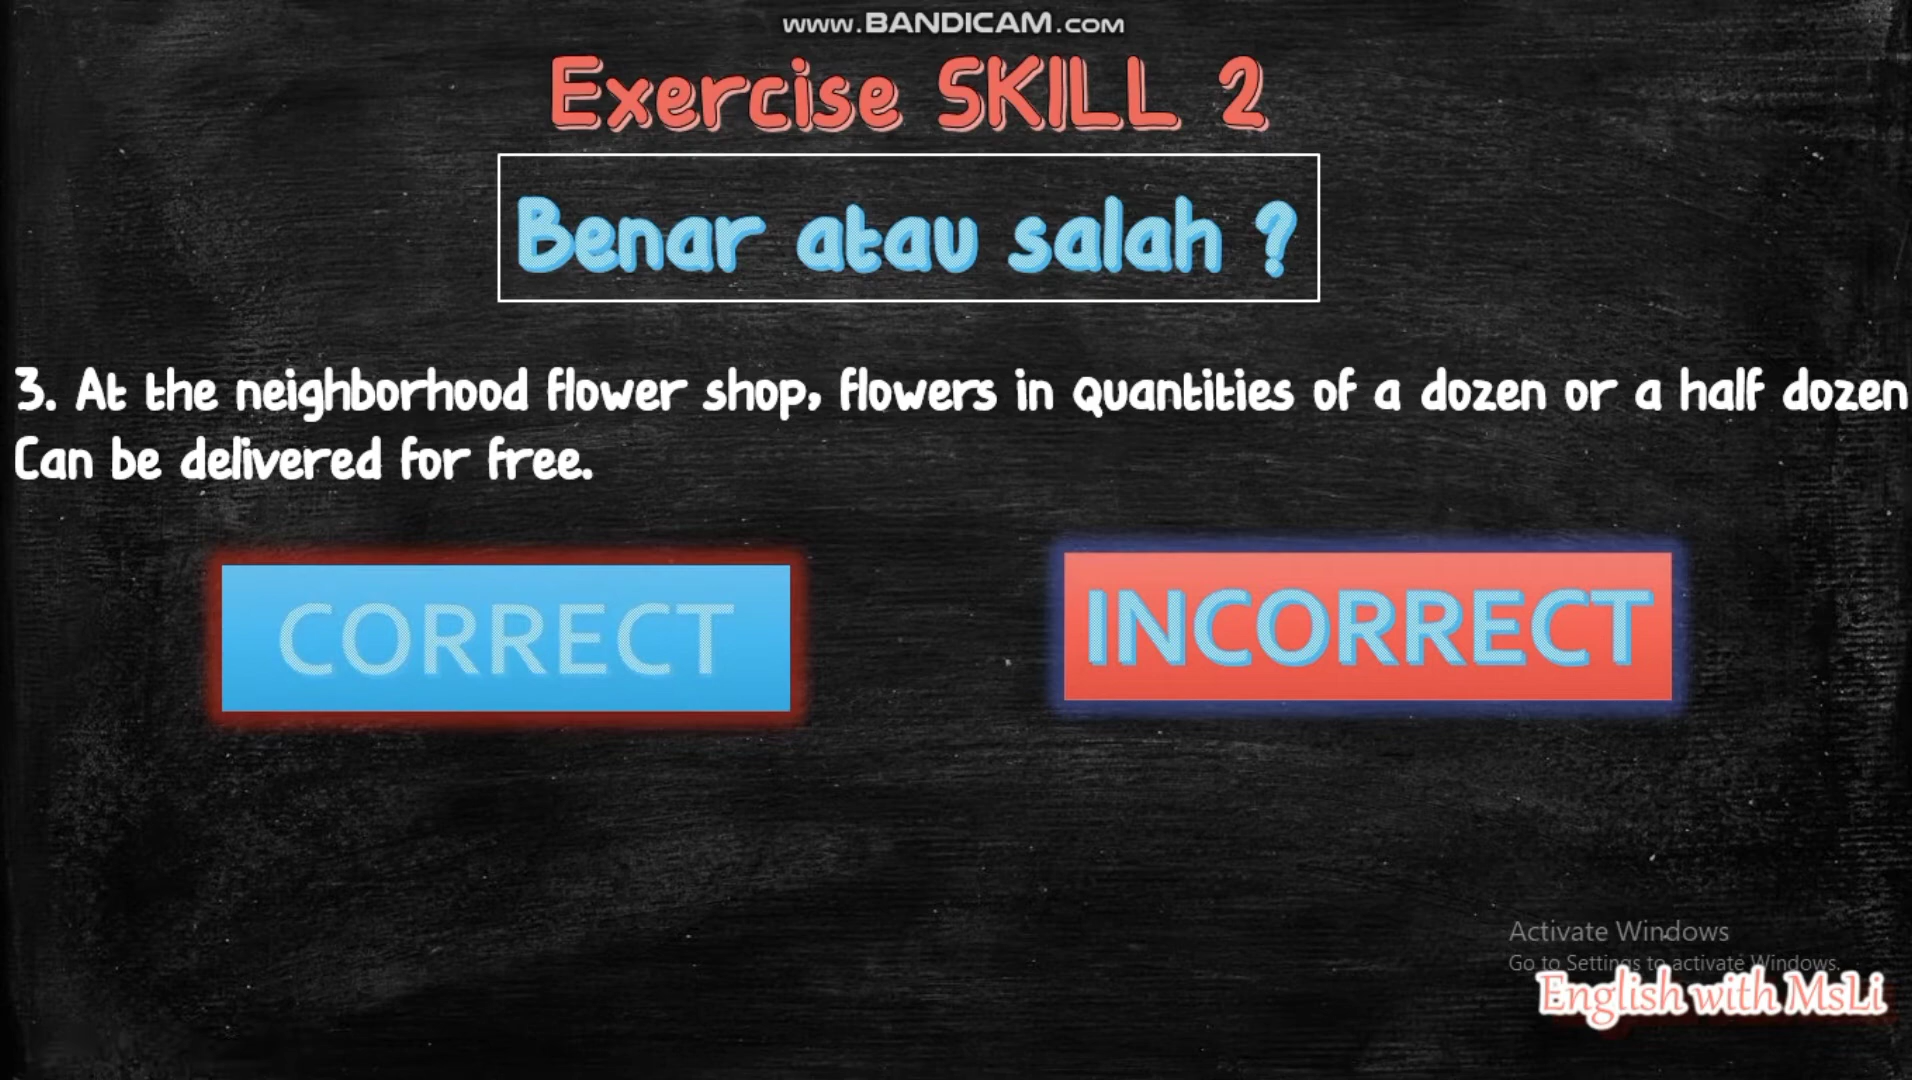 www.BANDICAM.com
Exercise SKILL 2
Benar atau salah ?
3. At the neighborhood flower shop, flowers in Quantities of a dozen or a half dozen
Can be delivered for free.
CORRECT
INCORRECT
Activate Windows
Go to Settings to activate Windows.
English with MsLi